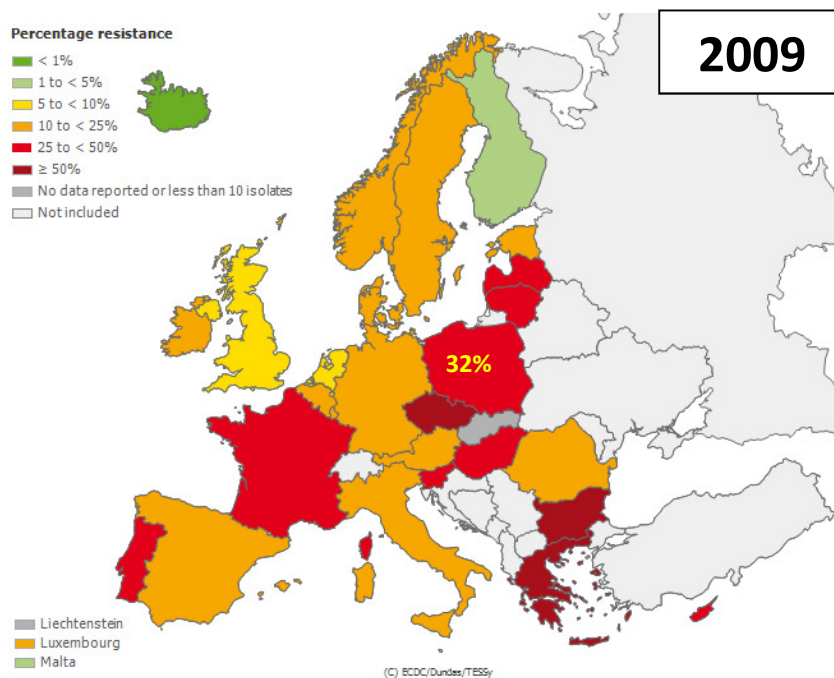 Percentage resistance
2009
< 1%
1 to < 5%
5 to < 10%
10 to < 25%
25 to < 50%
≥ 50%
No data reported or less than 10 isolates
Not included
32%
Liechtenstein
Luxembourg
Malta
(C) ECDC/Dundas/TESSy